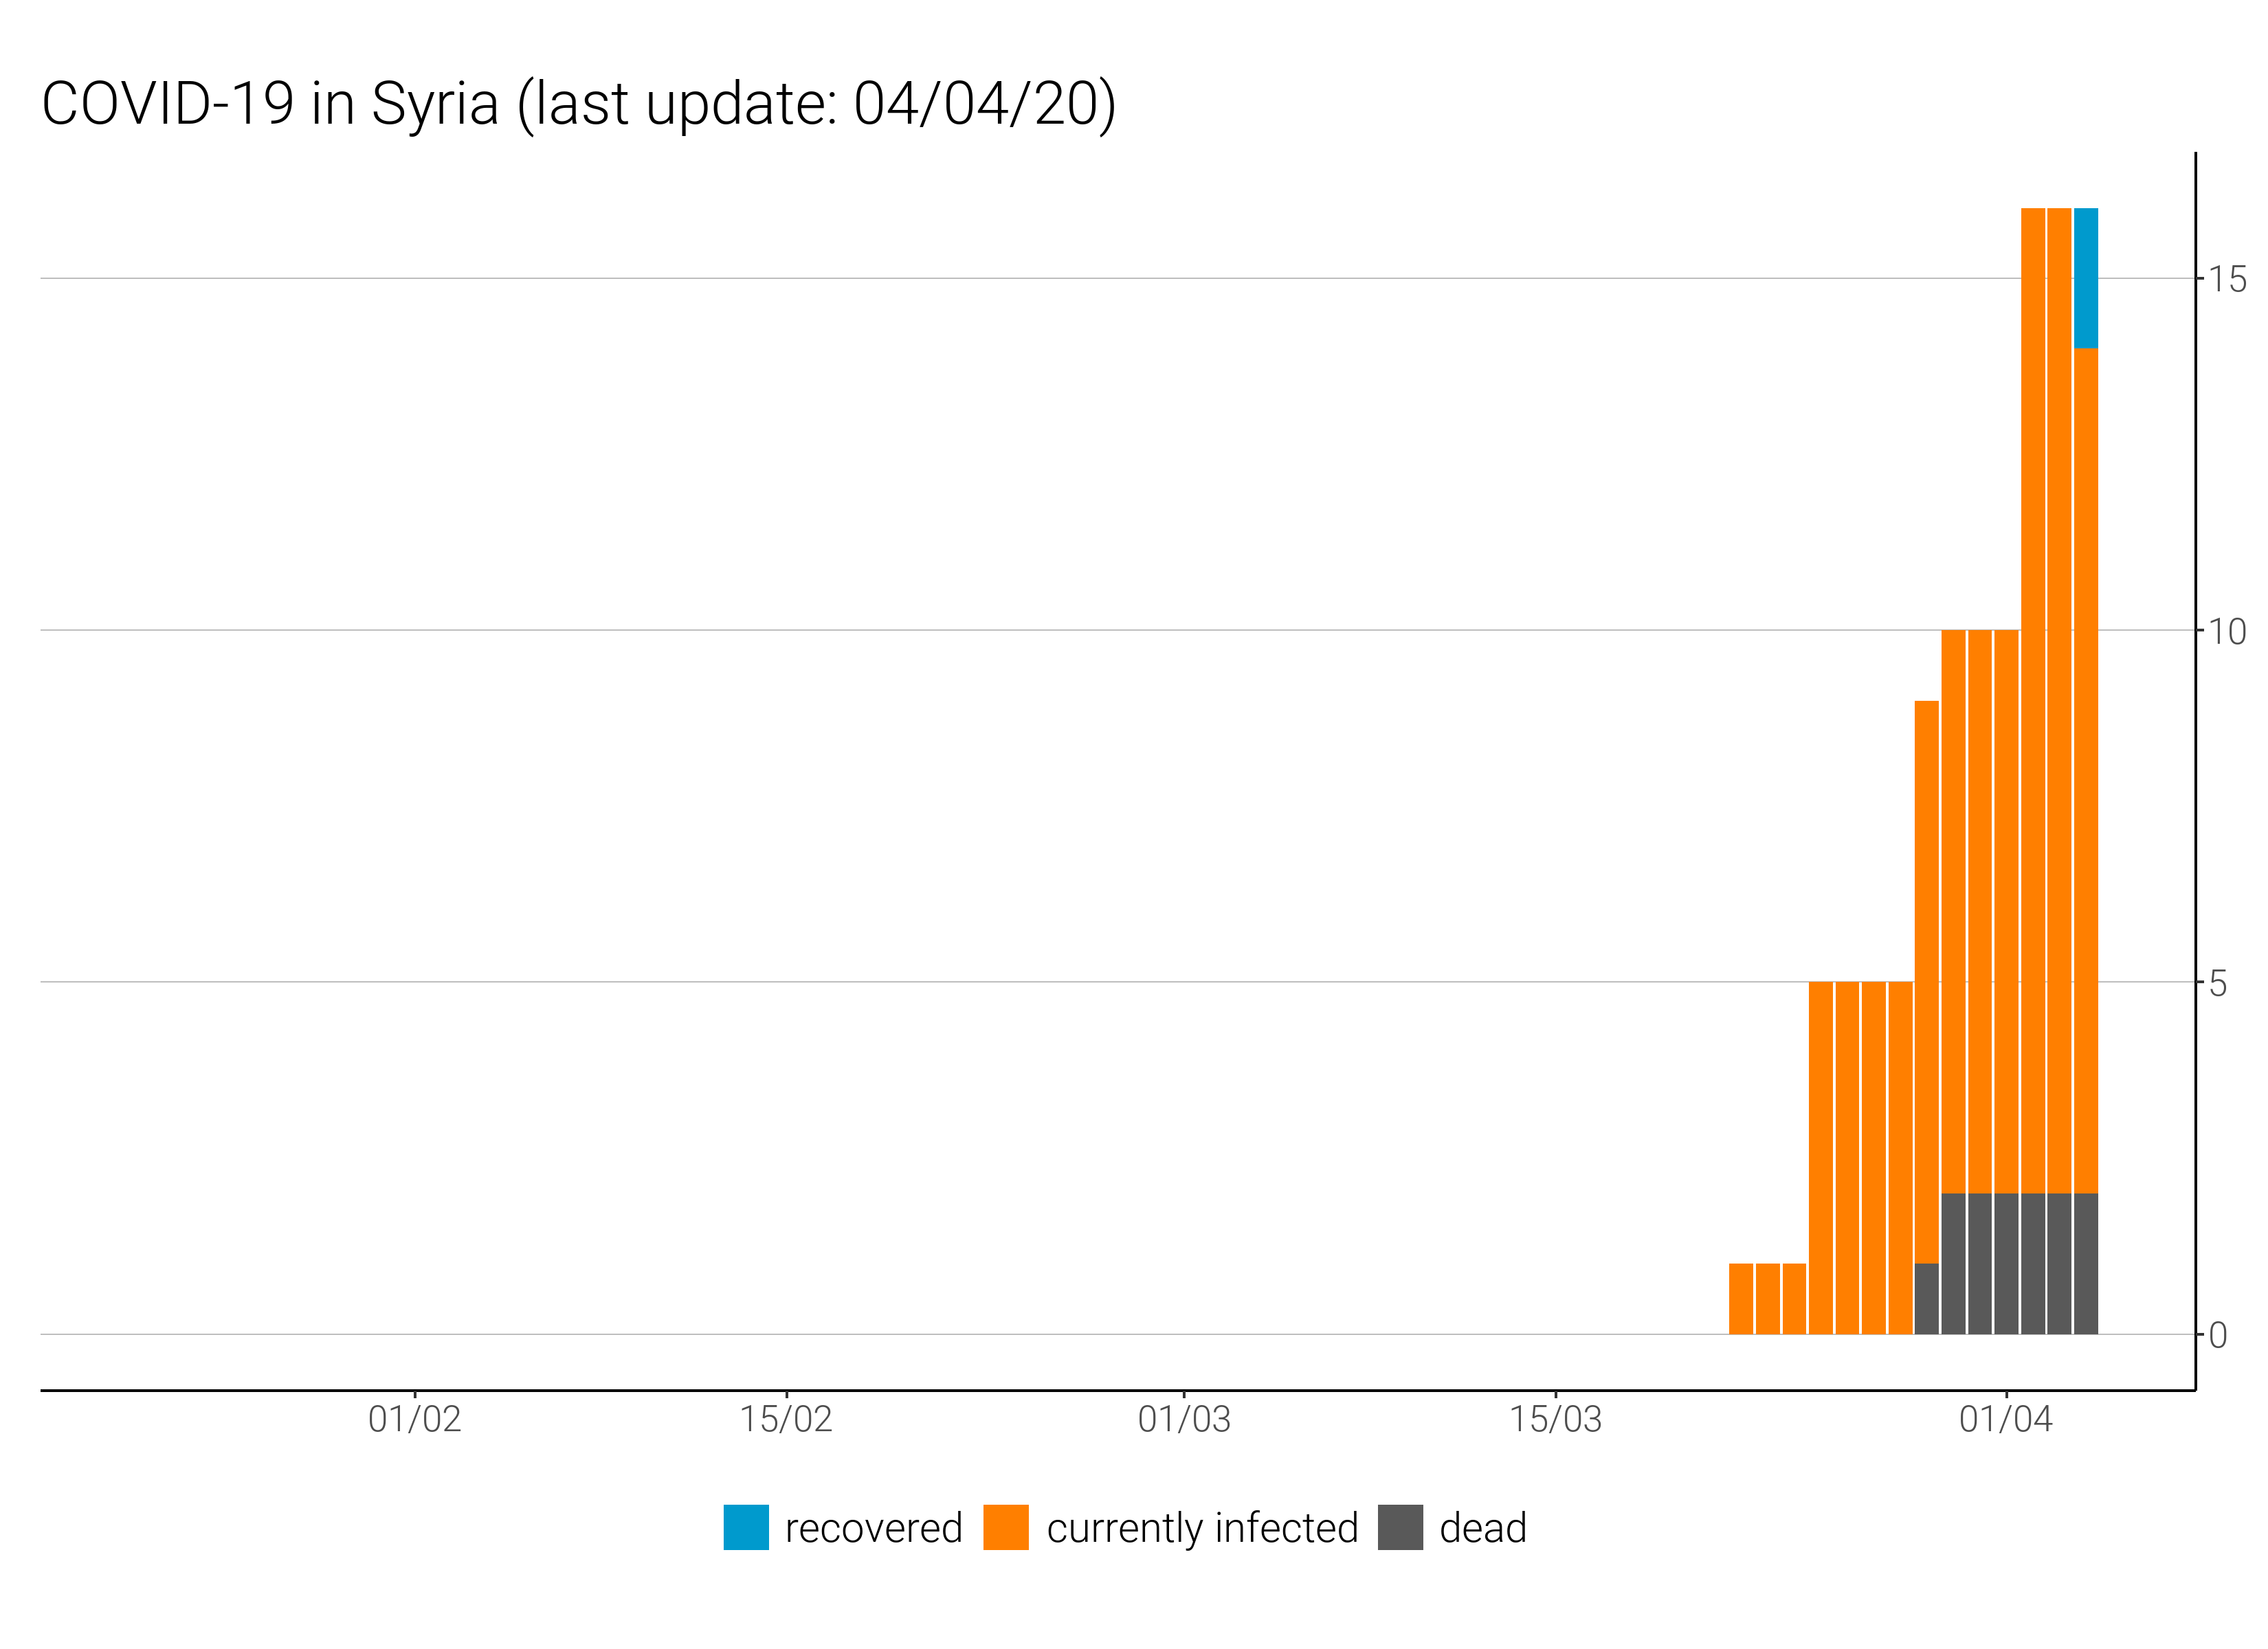 COVID-19 in Syria (last update: 04/04/20)
15
10
5
0
01/02 15/02 01/03 15/03 01/04
recovered currently infected dead